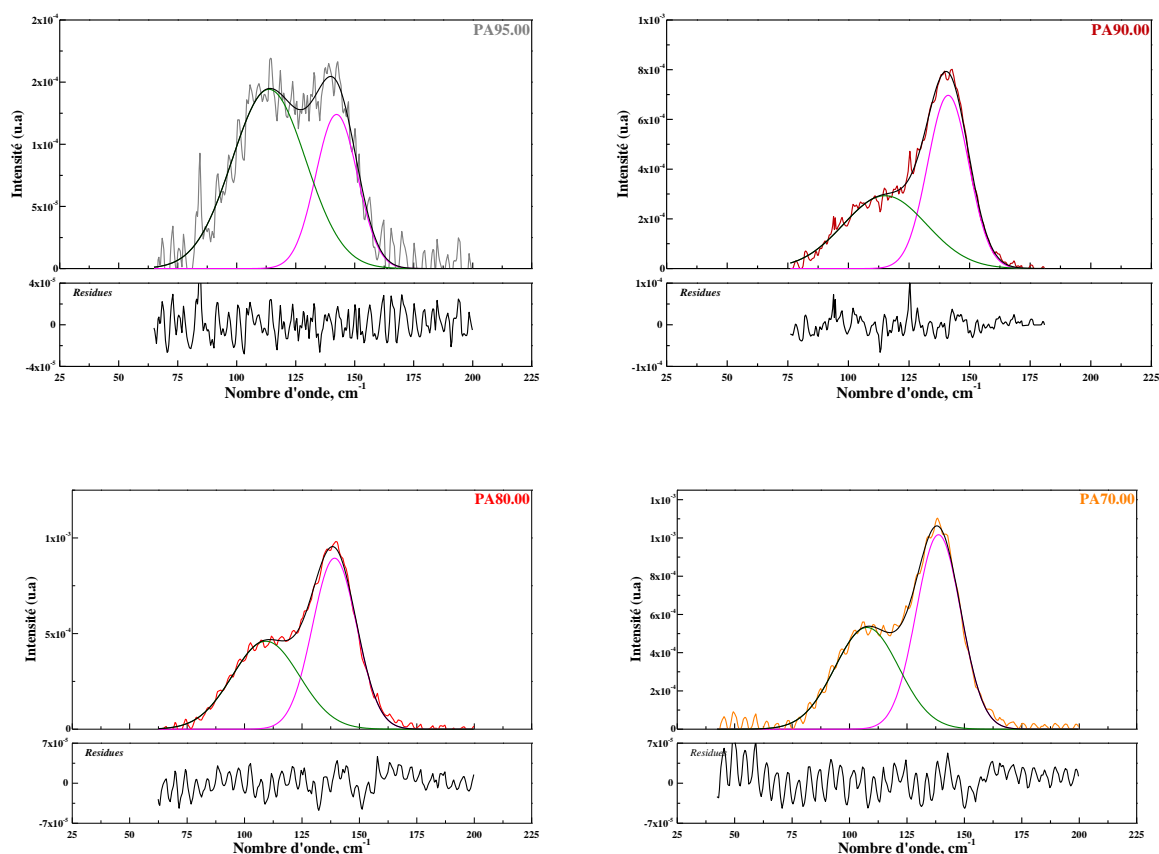 PA95.00
2x10⁻⁴
2x10⁻⁴
1x10⁻⁴
5x10⁻⁵
0
Intensité (u.a)
Residues
4x10⁻⁵
0
-4x10⁻⁵
25 50 75 100 125 150 175 200 225
Nombre d'onde, cm⁻¹
PA90.00
1x10⁻³
8x10⁻⁴
6x10⁻⁴
4x10⁻⁴
2x10⁻⁴
0
Intensité (u.a)
Residues
1x10⁻⁴
0
-1x10⁻⁴
25 50 75 100 125 150 175 200 225
Nombre d'onde, cm⁻¹
PA80.00
1x10⁻³
5x10⁻⁴
0
Intensité (u.a)
Residues
7x10⁻⁵
0
-7x10⁻⁵
25 50 75 100 125 150 175 200 225
Nombre d'onde, cm⁻¹
PA70.00
1x10⁻³
1x10⁻³
8x10⁻⁴
6x10⁻⁴
4x10⁻⁴
2x10⁻⁴
0
Intensité (u.a)
Residues
7x10⁻⁵
0
-7x10⁻⁵
25 50 75 100 125 150 175 200 225
Nombre d'onde, cm⁻¹